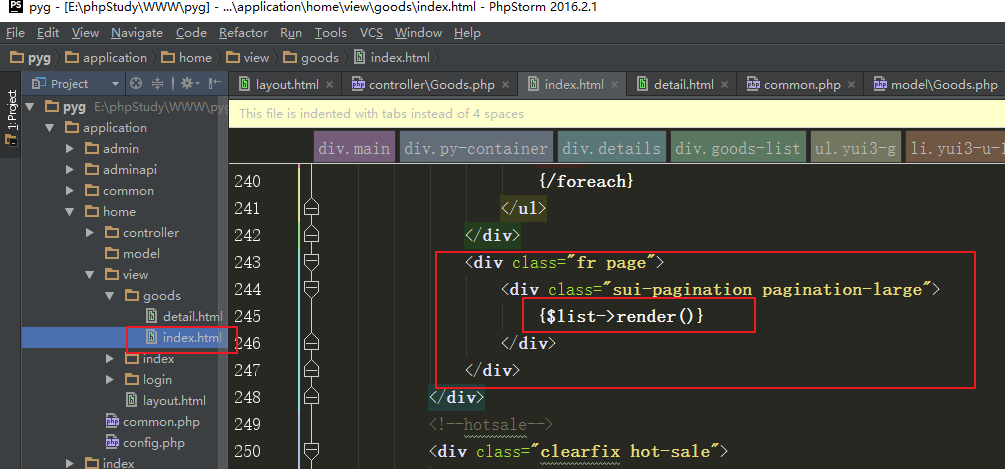 PS pyg - [E:\phpStudy\WWW\pyg] - ...\application\home\view\goods\index.html - PhpStorm 2016.2.1
File Edit View Navigate Code Refactor Run Tools VCS Window Help
pyg application home view goods index.html
Project layout.html controller\Goods.php index.html detail.html common.php model\Goods.php
1: Project
pyg E:\phpStudy\WWW\pyg
This file is indented with tabs instead of 4 spaces
application
admin
div.main div.py-container div.details div.goods-list ul.yui3-g li.yui3-u-1
adminapi
240 {/foreach}
common
241 </ul>
home
242 </div>
controller
243 <div class="fr page">
model
244 <div class="sui-pagination pagination-large">
view
goods
245 {$list->render()}
detail.html
246 </div>
index.html
247 </div>
index
248 </div>
login
249 <!--hotsale-->
layout.html
250 <div class="clearfix hot-sale">
common.php
config.php
index